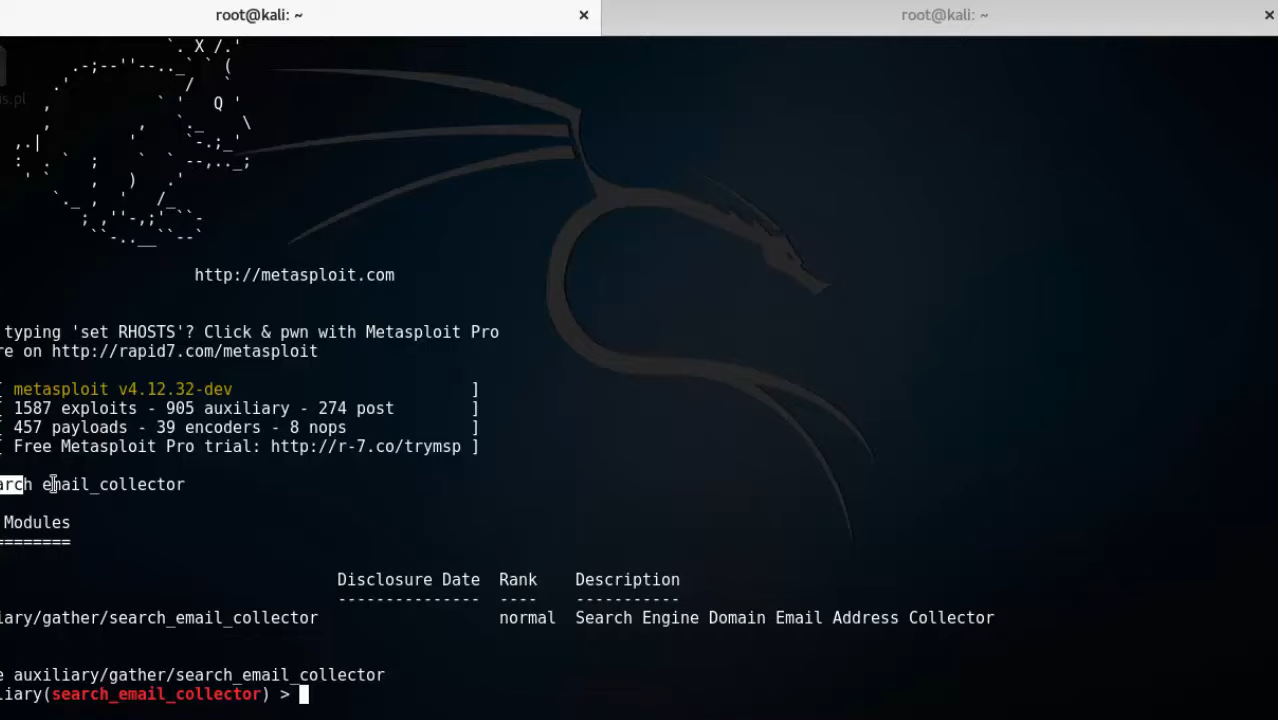 root@kali: ~ ×
root@kali: ~ ×
s.pl
http://metasploit.com
typing 'set RHOSTS'? Click & pwn with Metasploit Pro
re on http://rapid7.com/metasploit
[ metasploit v4.12.32-dev ]
[ 1587 exploits - 905 auxiliary - 274 post ]
[ 457 payloads - 39 encoders - 8 nops ]
[ Free Metasploit Pro trial: http://r-7.co/trymsp ]
arch email_collector
Modules
========
Disclosure Date Rank Description
--------------- ---- -----------
iary/gather/search_email_collector normal Search Engine Domain Email Address Collector
e auxiliary/gather/search_email_collector
liary(search_email_collector) >